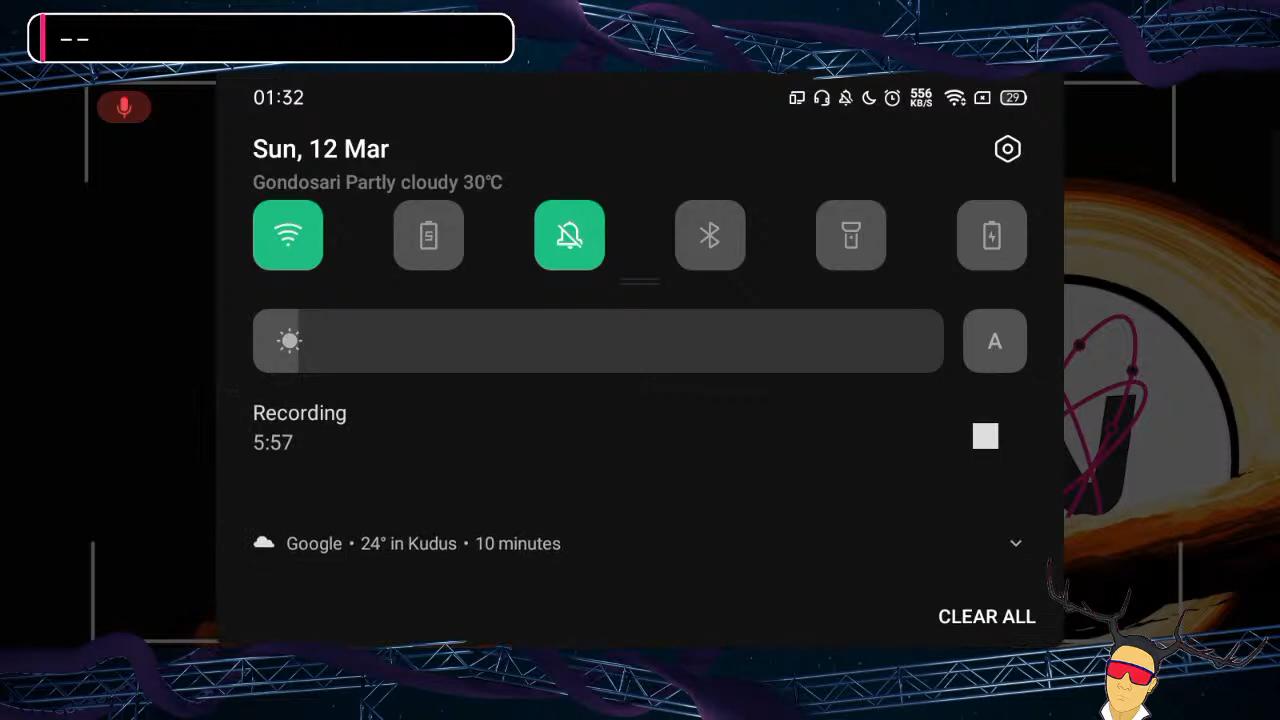 --
01:32
556
KB/S
29
Sun, 12 Mar
Gondosari Partly cloudy 30℃
S
A
Recording
5:57
Google • 24° in Kudus • 10 minutes
CLEAR ALL